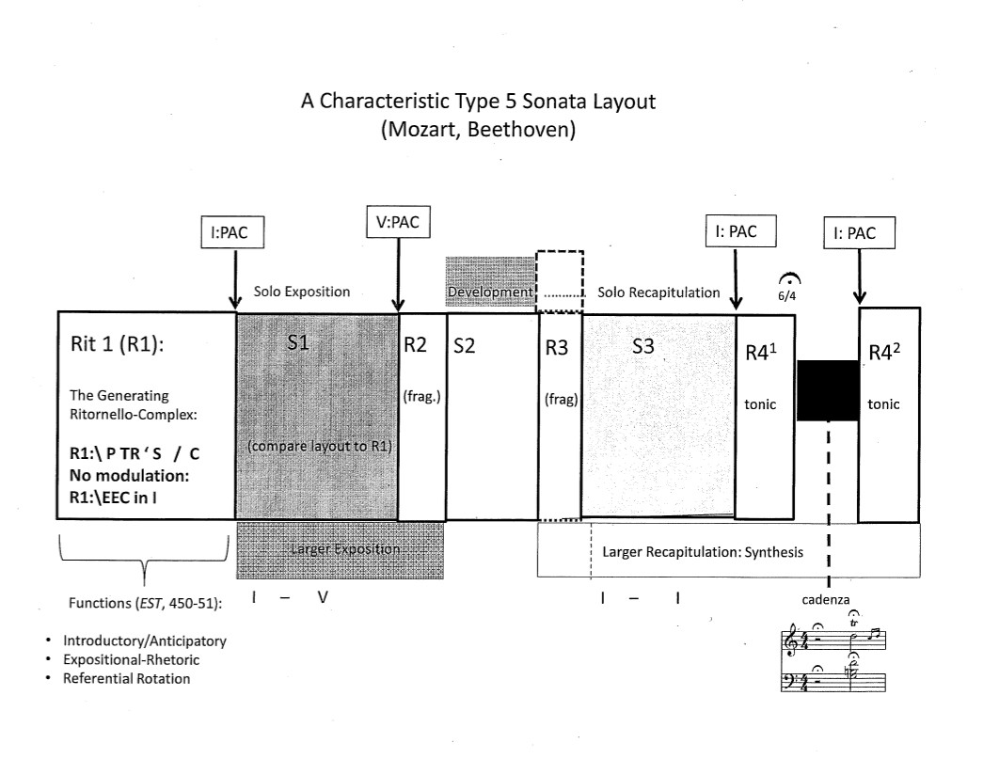 A Characteristic Type 5 Sonata Layout
(Mozart, Beethoven)
I:PAC
V:PAC
I: PAC
I: PAC
Solo Exposition
Development
............
Solo Recapitulation
6/4
Rit 1 (R1):
S1
R2
S2
R3
S3
R4¹
R4²
The Generating
Ritornello-Complex:
(frag.)
(frag)
tonic
tonic
(compare layout to R1)
R1:\ P TR ‘ S / C
No modulation:
R1:\EEC in I
Larger Exposition
Larger Recapitulation: Synthesis
I – V
I – I
cadenza
Functions (EST, 450-51):
• Introductory/Anticipatory
• Expositional-Rhetoric
• Referential Rotation
tr